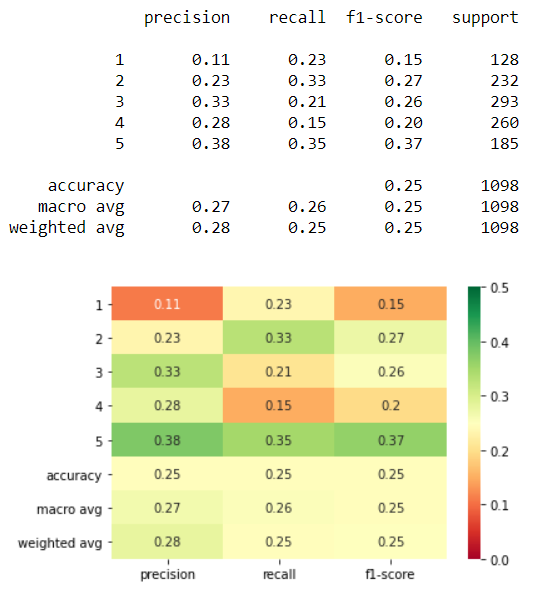 precision recall f1-score support
1 0.11 0.23 0.15 128
2 0.23 0.33 0.27 232
3 0.33 0.21 0.26 293
4 0.28 0.15 0.20 260
5 0.38 0.35 0.37 185
accuracy 0.25 1098
macro avg 0.27 0.26 0.25 1098
weighted avg 0.28 0.25 0.25 1098
1 0.11 0.23 0.15
2 0.23 0.33 0.27
3 0.33 0.21 0.26
4 0.28 0.15 0.2
5 0.38 0.35 0.37
accuracy 0.25 0.25 0.25
macro avg 0.27 0.26 0.25
weighted avg 0.28 0.25 0.25
precision recall f1-score
0.5
0.4
0.3
0.2
0.1
0.0